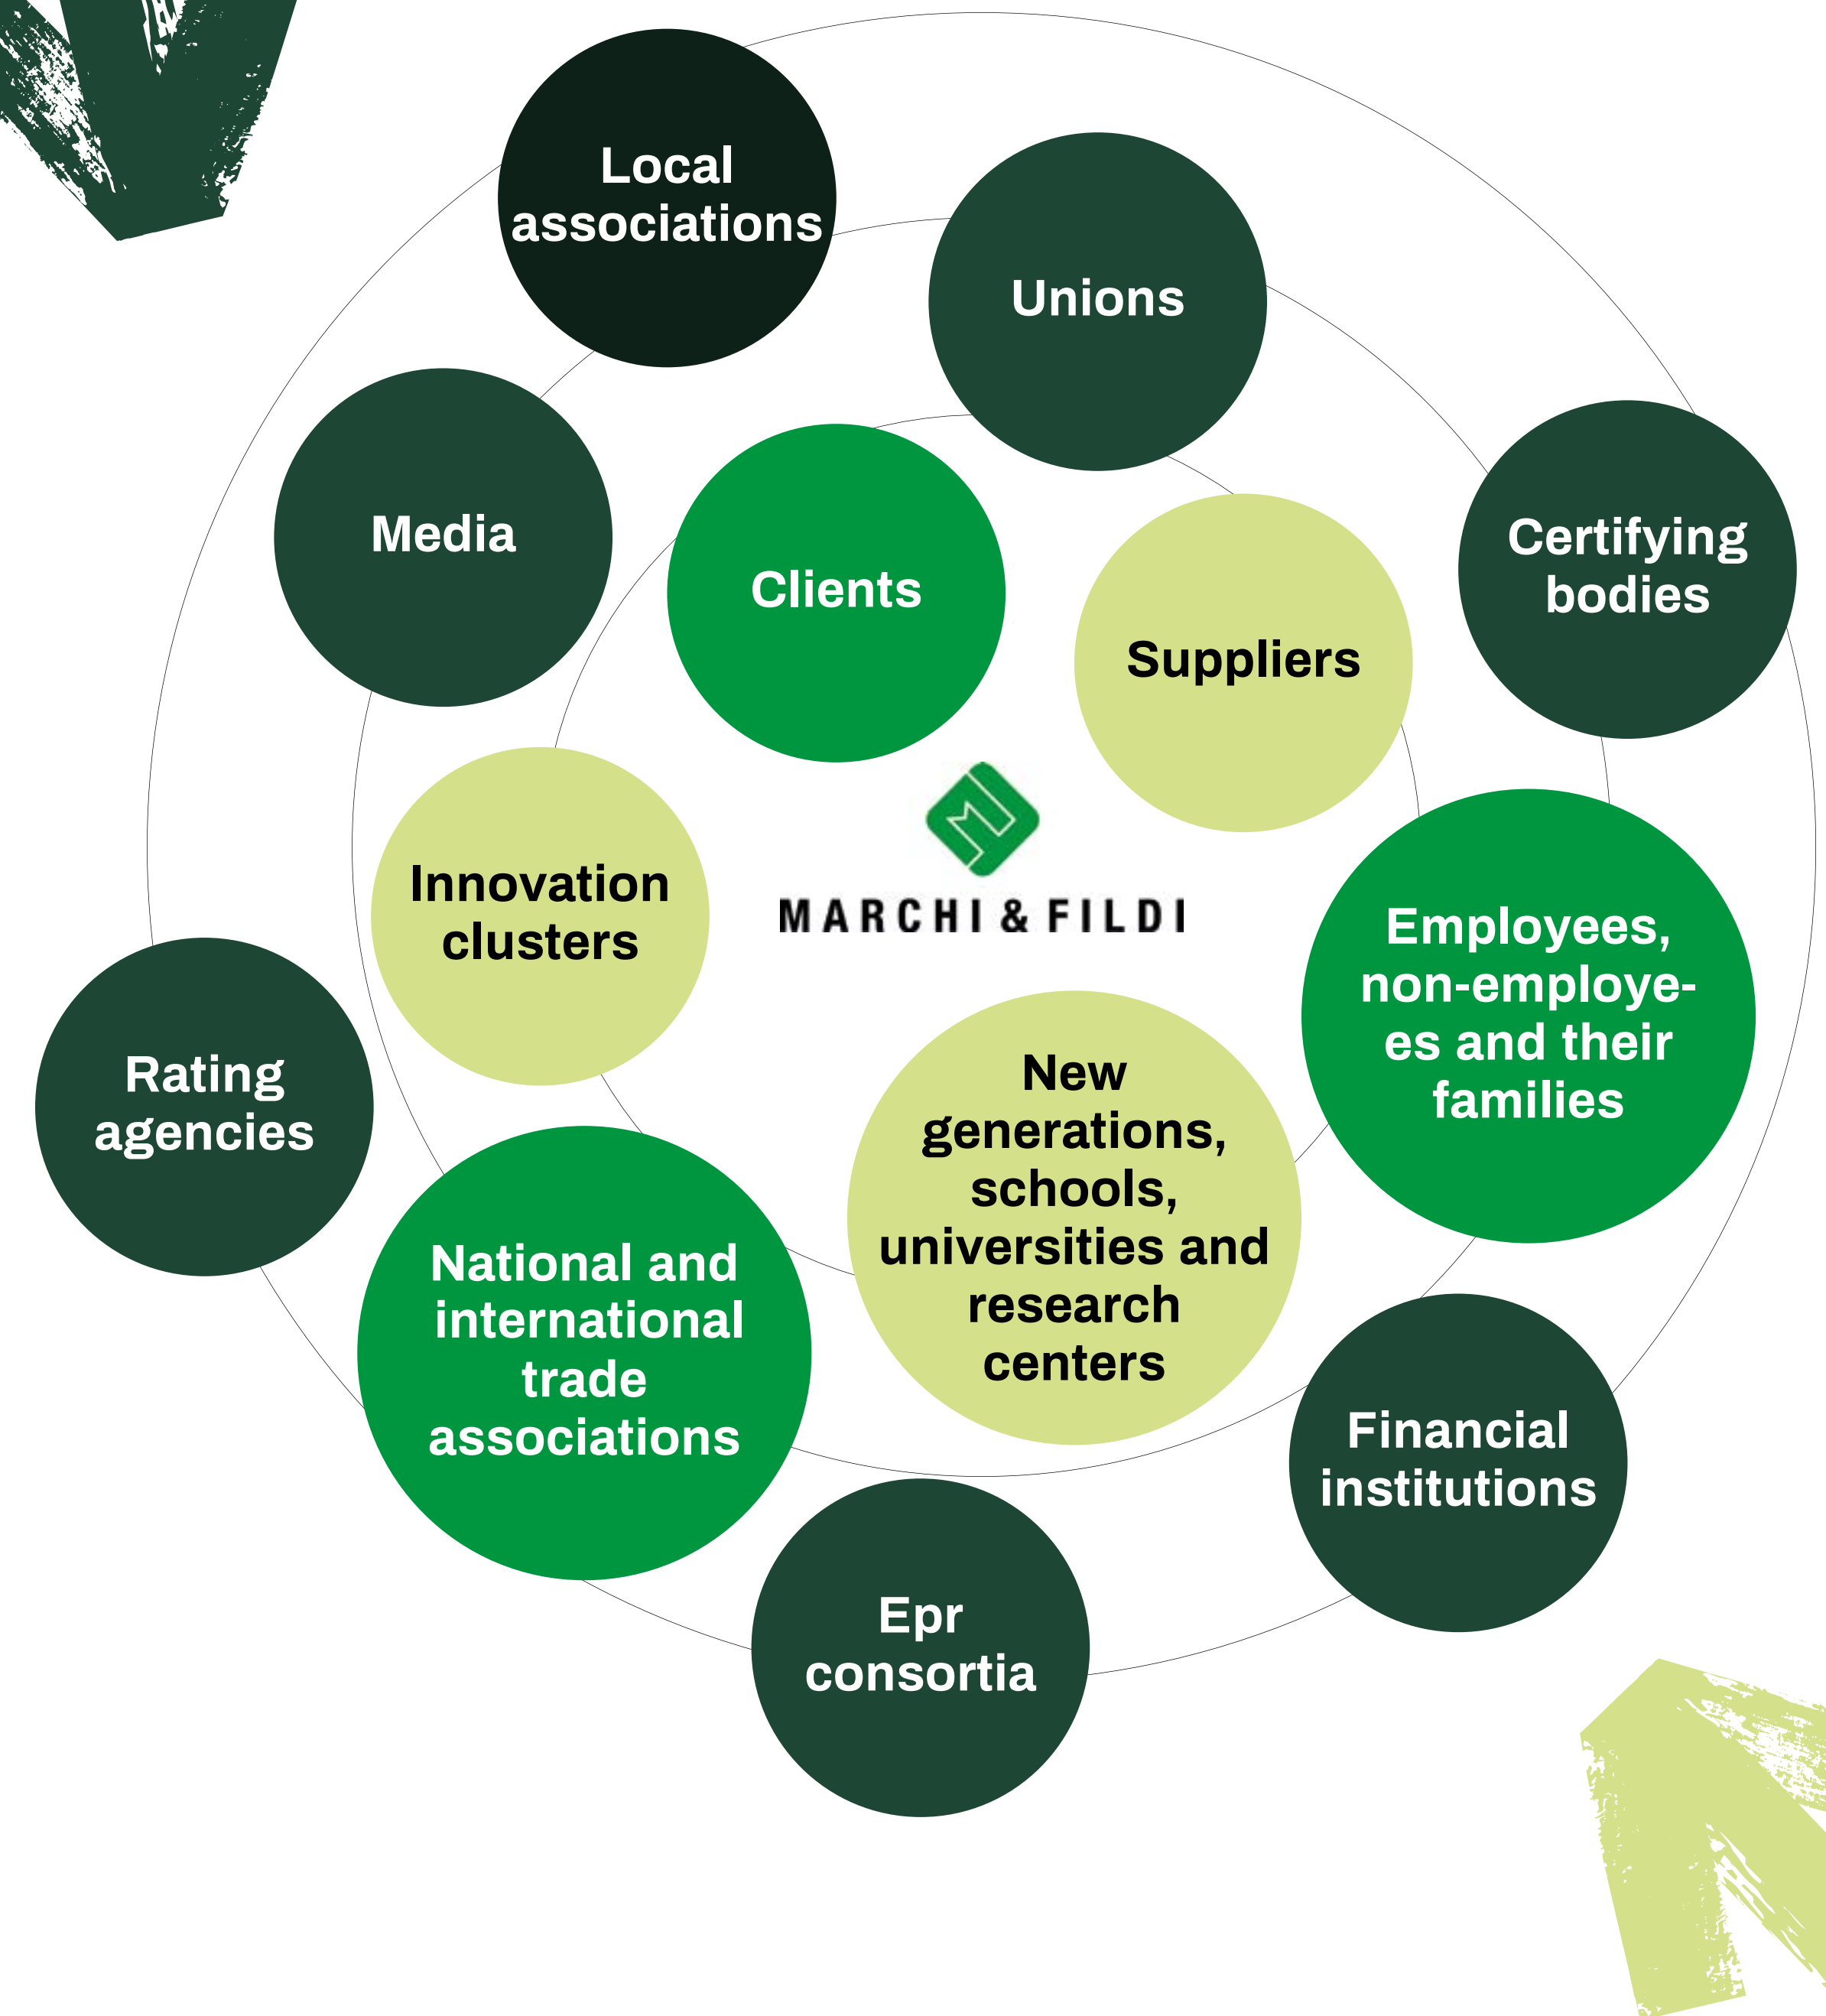 Local
associations
Unions
Media
Certifying
bodies
Clients
Suppliers
Innovation
clusters
MARCHI & FILDI
Employees,
non-employe-
es and their
families
Rating
agencies
New
generations,
schools,
universities and
research
centers
National and
international
trade
associations
Financial
institutions
Epr
consortia